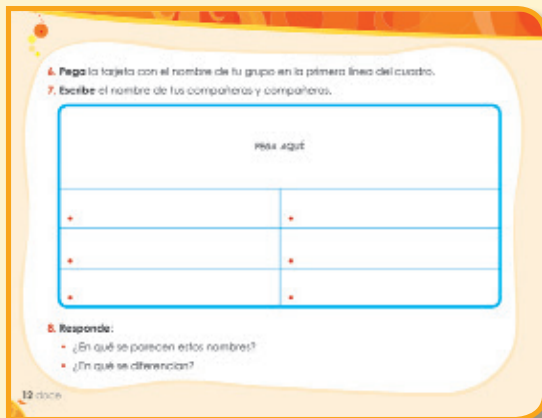 6. Pega la tarjeta con el nombre de tu grupo en la primera línea del cuadro.
7. Escribe el nombre de tus compañeras y compañeros.
PEGA AQUÍ
8. Responde:
• ¿En qué se parecen estos nombres?
• ¿En qué se diferencian?
12 doce